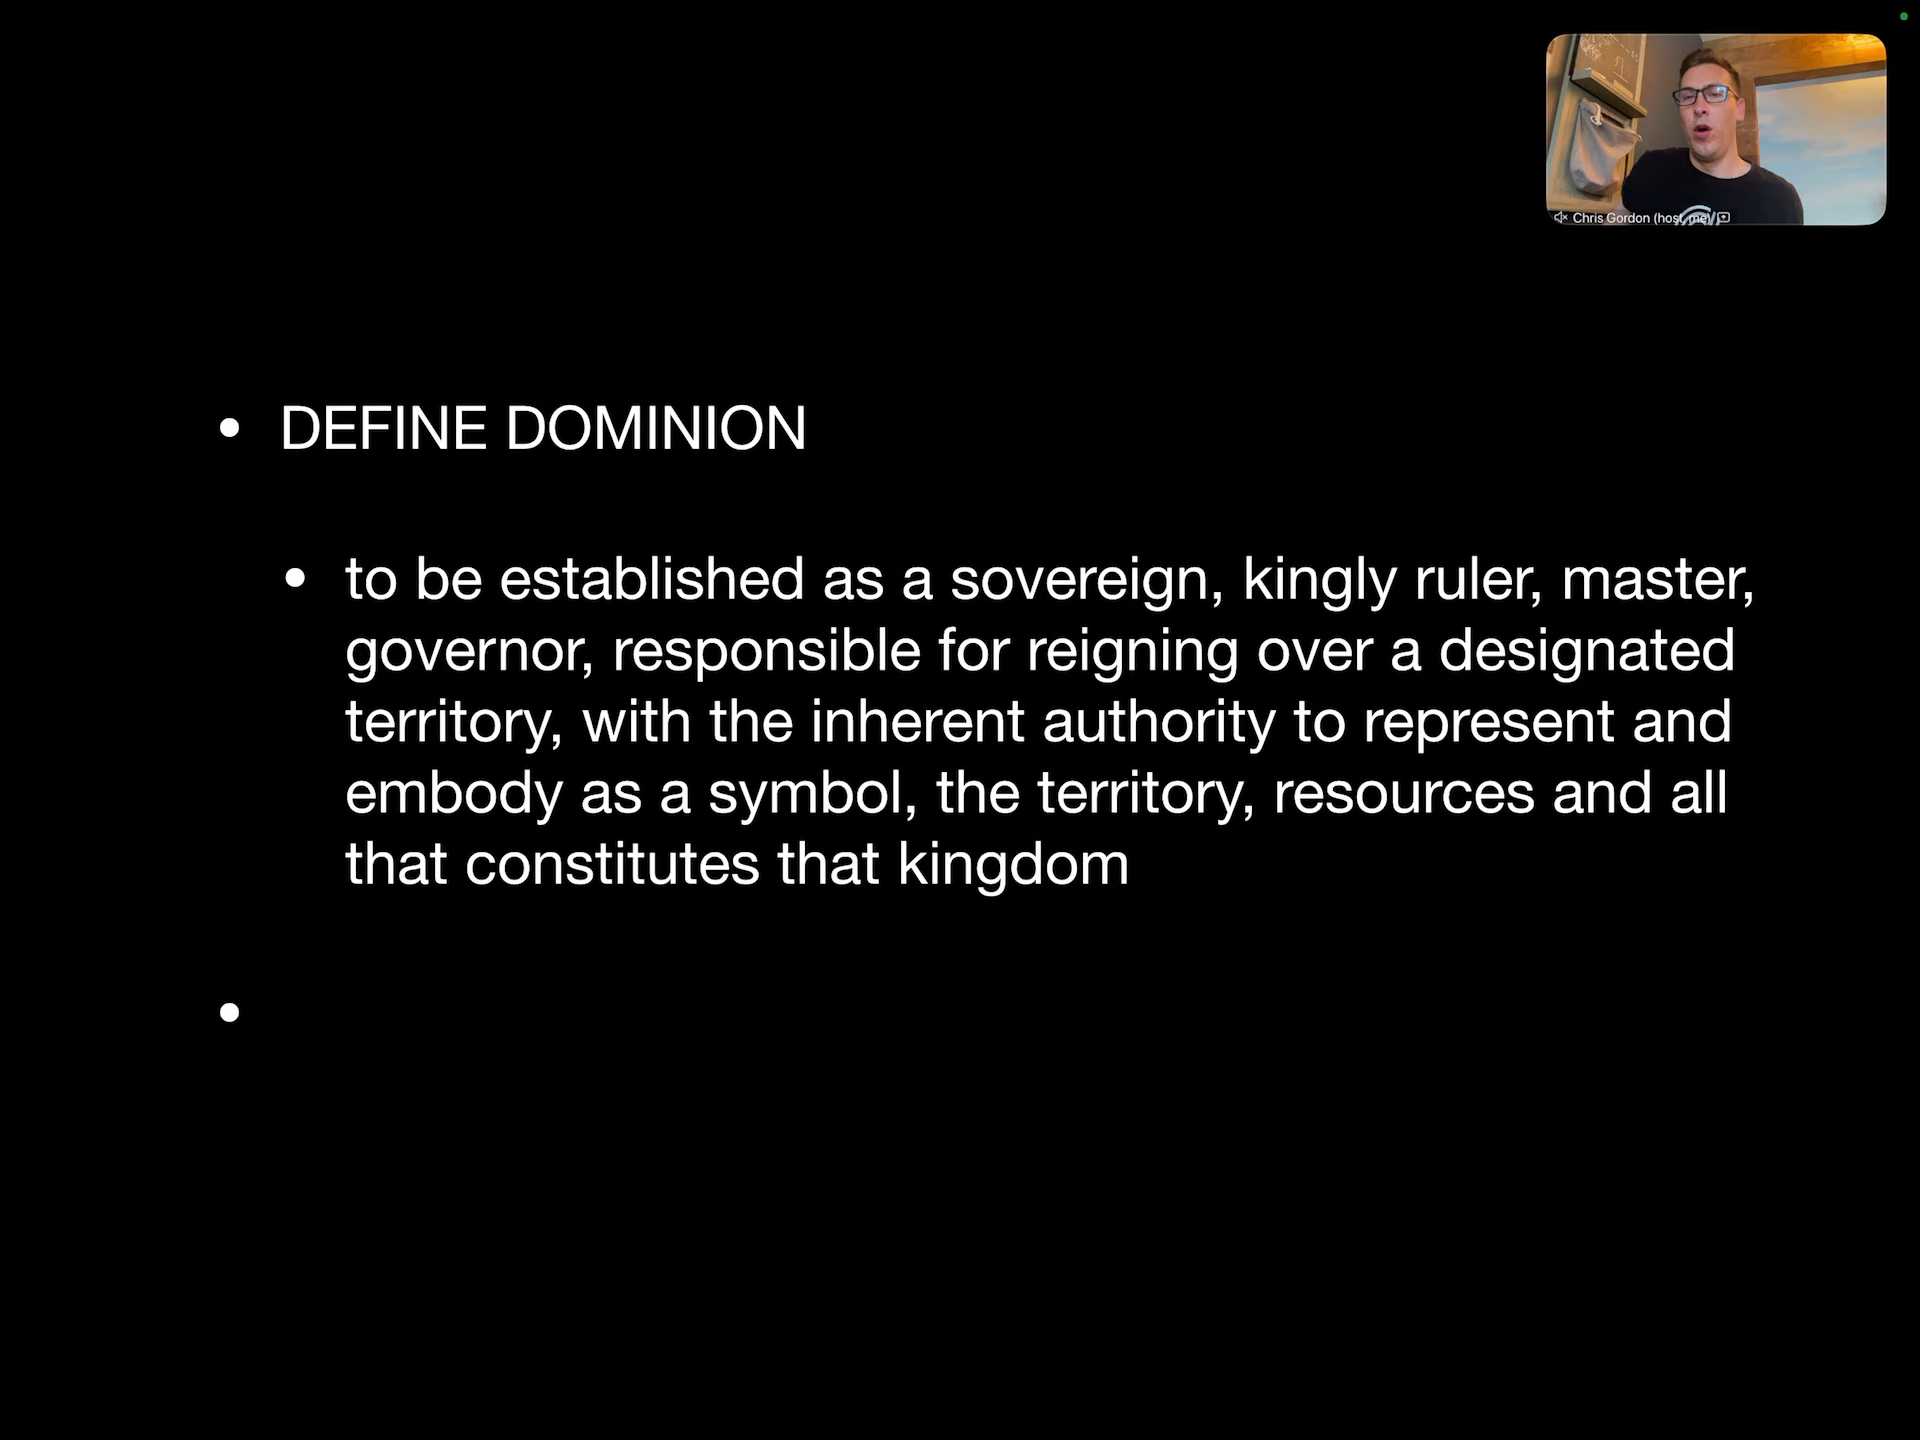 Chris Gordon (host, me)
• DEFINE DOMINION
• to be established as a sovereign, kingly ruler, master,
governor, responsible for reigning over a designated
territory, with the inherent authority to represent and
embody as a symbol, the territory, resources and all
that constitutes that kingdom
•